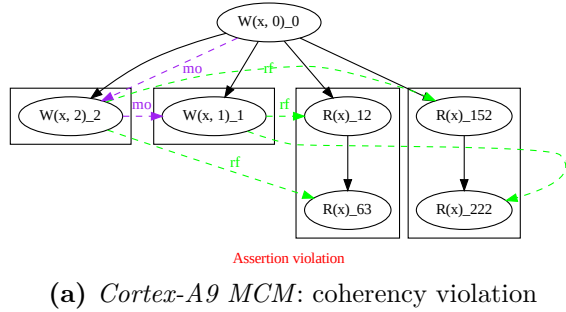 W(x, 0)_0
mo
rf
W(x, 2)_2
mo
W(x, 1)_1
rf
R(x)_12
R(x)_152
rf
R(x)_63
R(x)_222
Assertion violation
(a) Cortex-A9 MCM: coherency violation